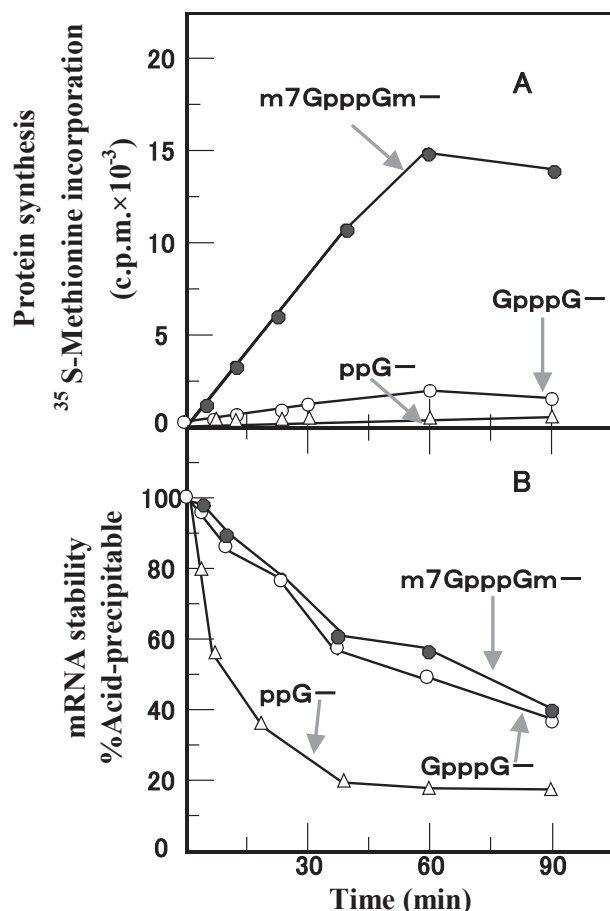 Protein synthesis
³⁵ S-Methionine incorporation
(c.p.m.×10⁻³)
20
15
10
5
0
A
m7GpppGm—
GpppG—
ppG—
mRNA stability
%Acid-precipitable
100
80
60
40
20
0
B
m7GpppGm—
ppG—
GpppG—
30
60
90
Time (min)